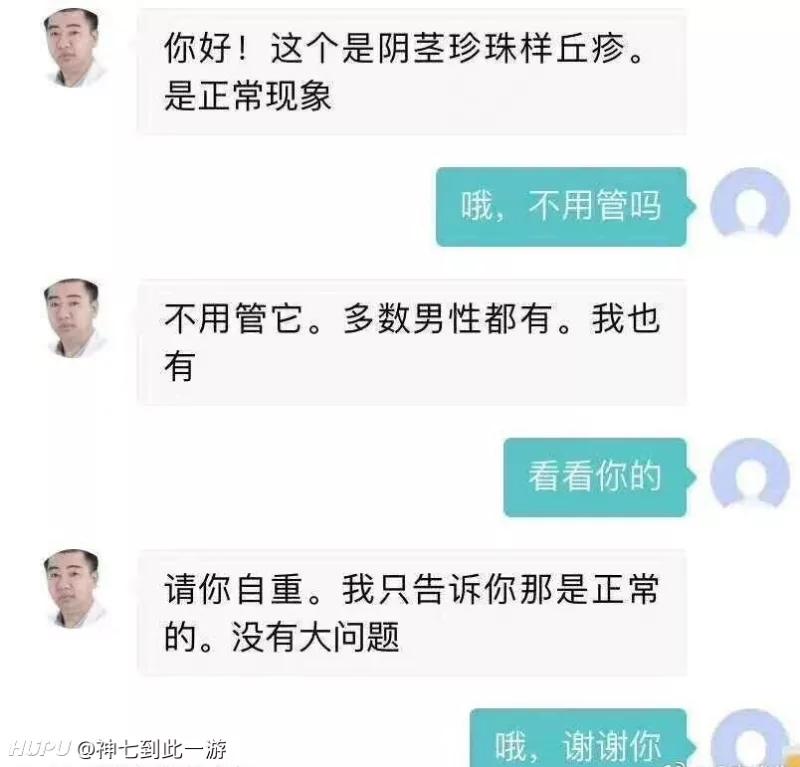 你好！这个是阴茎珍珠样丘疹。
是正常现象
哦，不用管吗
不用管它。多数男性都有。我也
有
看看你的
请你自重。我只告诉你那是正常
的。没有大问题
哦，谢谢你
HUPU @神七到此一游